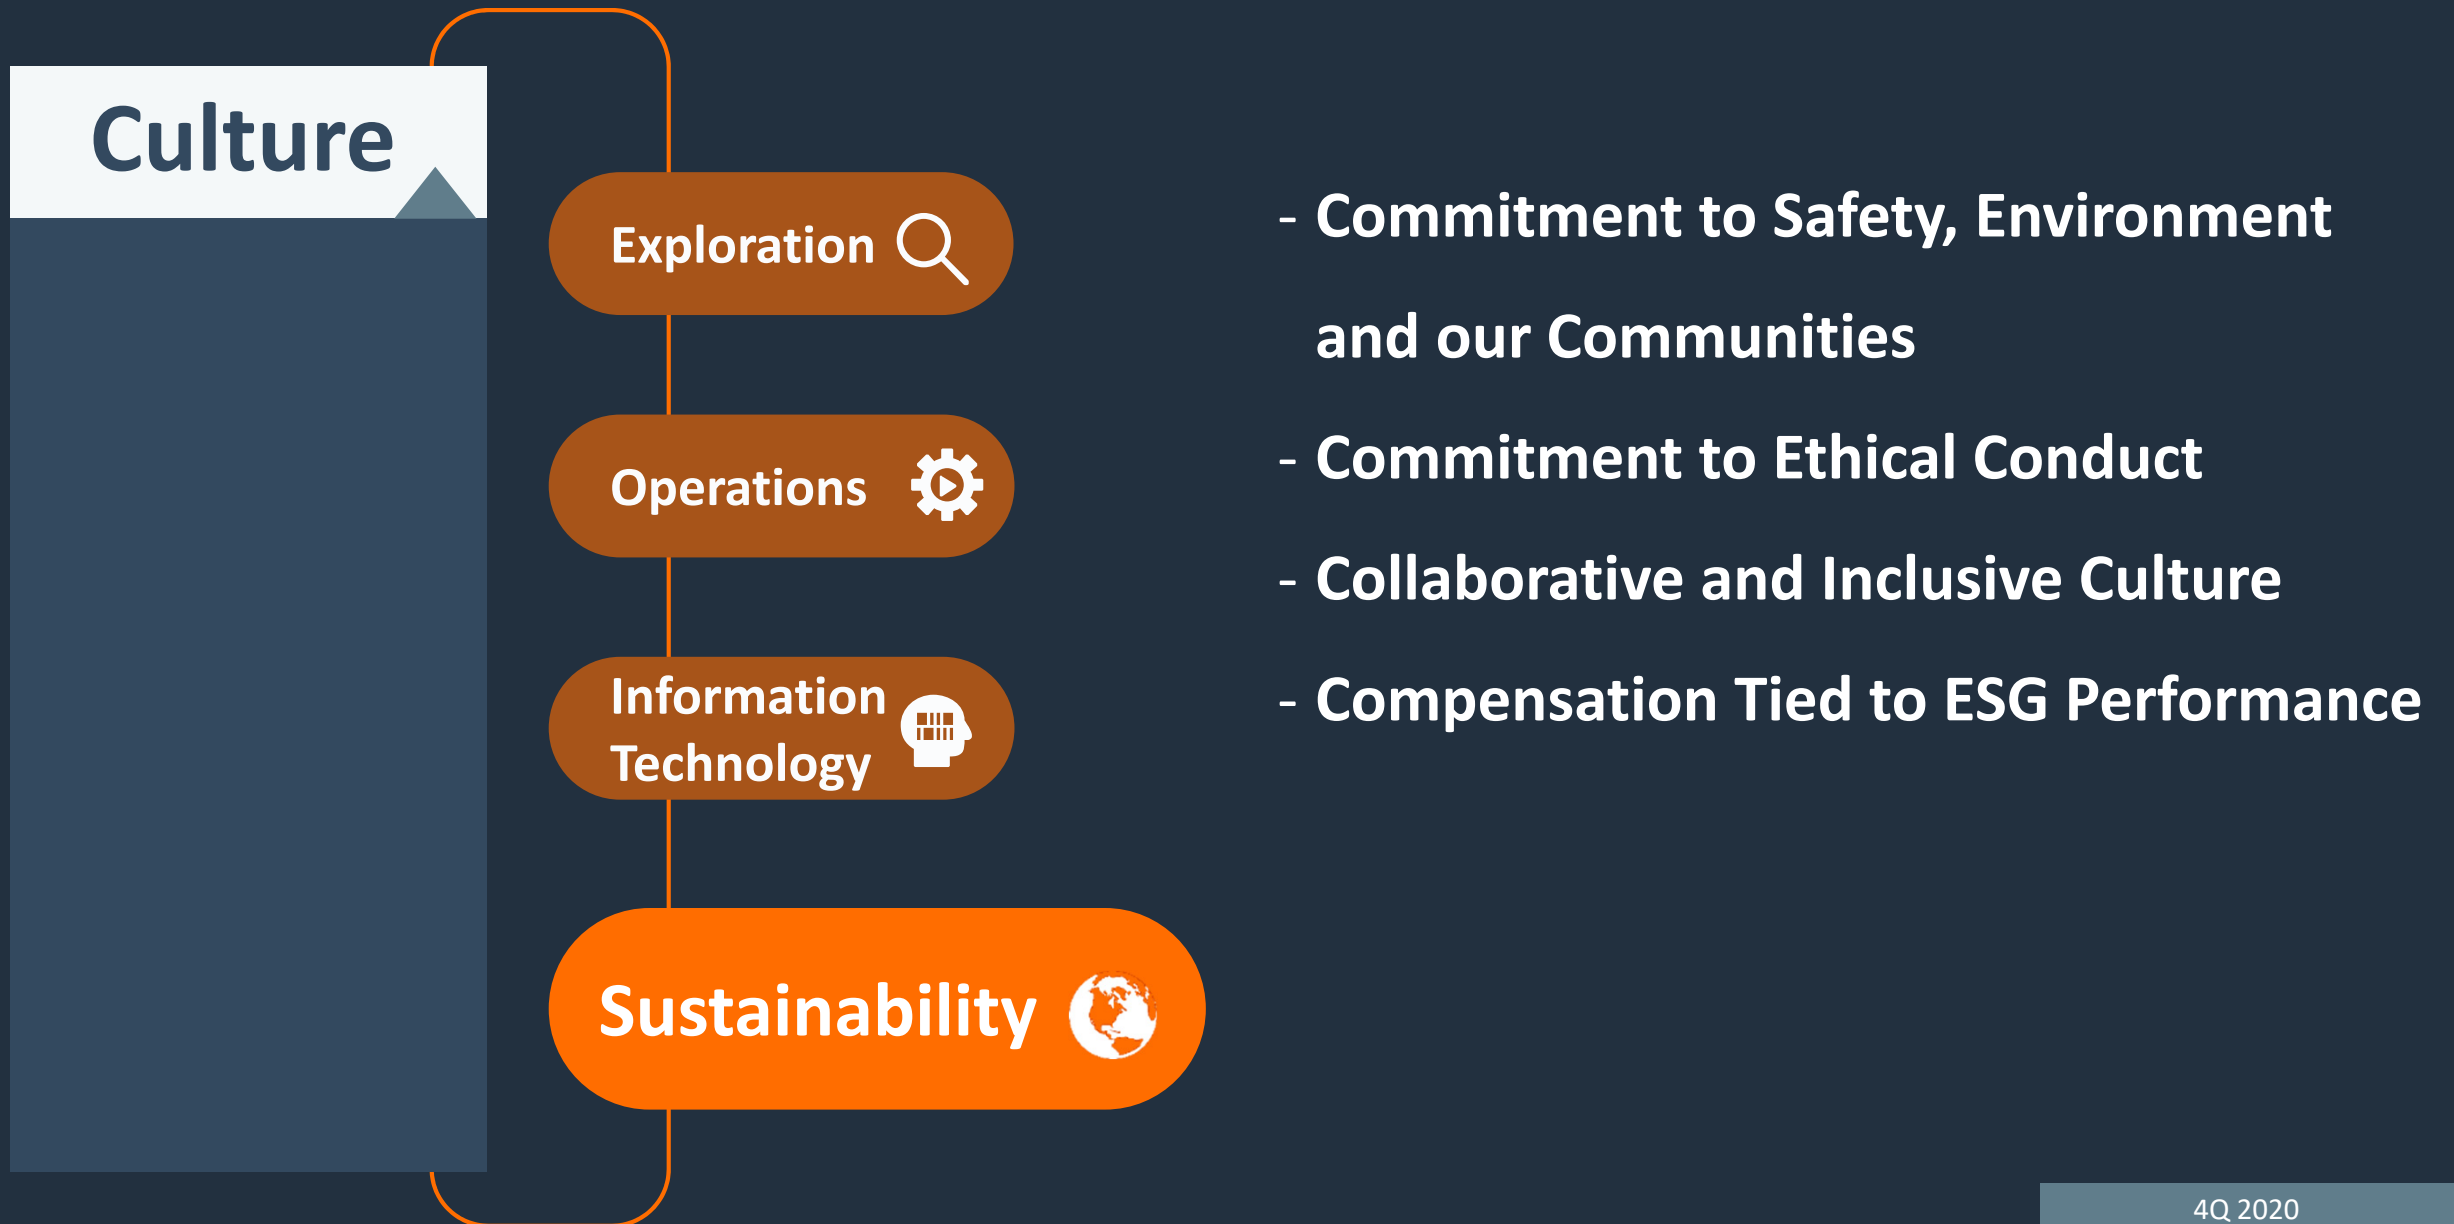 Culture
Exploration
Operations
Information
Technology
Sustainability
- Commitment to Safety, Environment
and our Communities
- Commitment to Ethical Conduct
- Collaborative and Inclusive Culture
- Compensation Tied to ESG Performance
4Q 2020